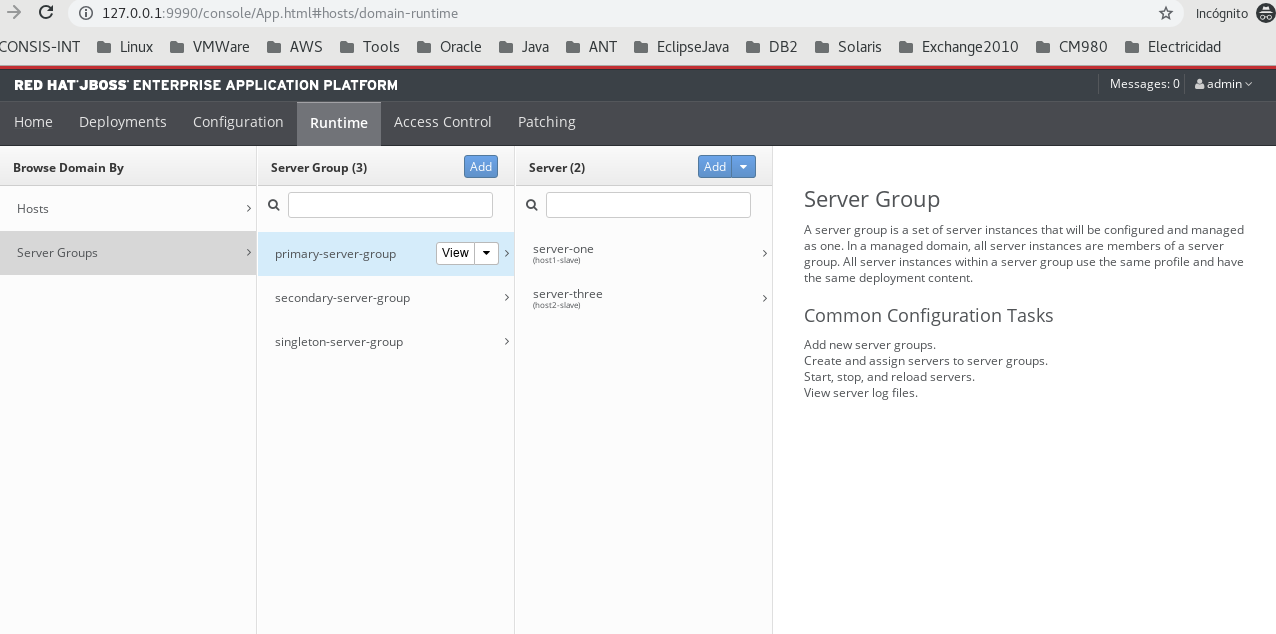 127.0.0.1:9990/console/App.html#hosts/domain-runtime
Incógnito
CONSIS-INT Linux VMWare AWS Tools Oracle Java ANT EclipseJava DB2 Solaris Exchange2010 CM980 Electricidad
RED HAT JBOSS ENTERPRISE APPLICATION PLATFORM
Messages: 0 admin
Home Deployments Configuration Runtime Access Control Patching
Browse Domain By
Hosts
Server Groups
Server Group (3) Add
primary-server-group View
secondary-server-group
singleton-server-group
Server (2) Add
server-one
(host1-slave)
server-three
(host2-slave)
Server Group
A server group is a set of server instances that will be configured and managed
as one. In a managed domain, all server instances are members of a server
group. All server instances within a server group use the same profile and have
the same deployment content.
Common Configuration Tasks
Add new server groups.
Create and assign servers to server groups.
Start, stop, and reload servers.
View server log files.